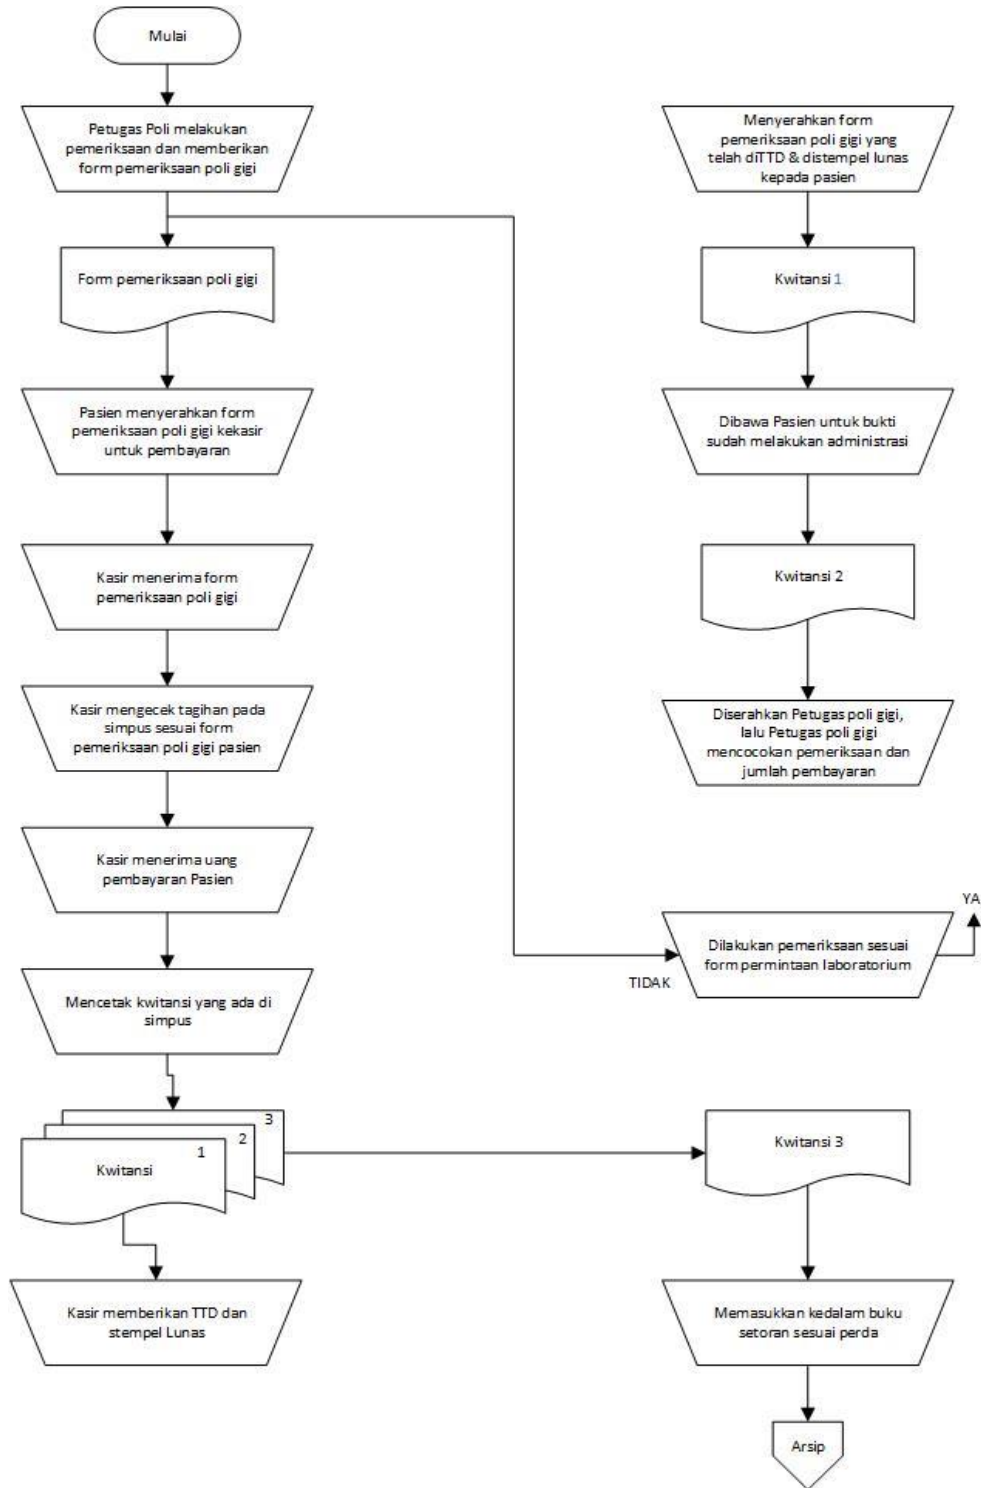 Mulai
Petugas Poli melakukan
pemeriksaan dan memberikan
form pemeriksaan poli gigi
Form pemeriksaan poli gigi
Pasien menyerahkan form
pemeriksaan poli gigi kekasir
untuk pembayaran
Kasir menerima form
pemeriksaan poli gigi
Kasir mengecek tagihan pada
simpus sesuai form
pemeriksaan poli gigi pasien
Kasir menerima uang
pembayaran Pasien
Mencetak kwitansi yang ada di
simpus
3
2
1
Kwitansi
Kasir memberikan TTD dan
stempel Lunas
Menyerahkan form
pemeriksaan poli gigi yang
telah diTTD & distempel lunas
kepada pasien
Kwitansi 1
Dibawa Pasien untuk bukti
sudah melakukan administrasi
Kwitansi 2
Diserahkan Petugas poli gigi,
lalu Petugas poli gigi
mencocokan pemeriksaan dan
jumlah pembayaran
YA
Dilakukan pemeriksaan sesuai
form permintaan laboratorium
TIDAK
Kwitansi 3
Memasukkan kedalam buku
setoran sesuai perda
Arsip